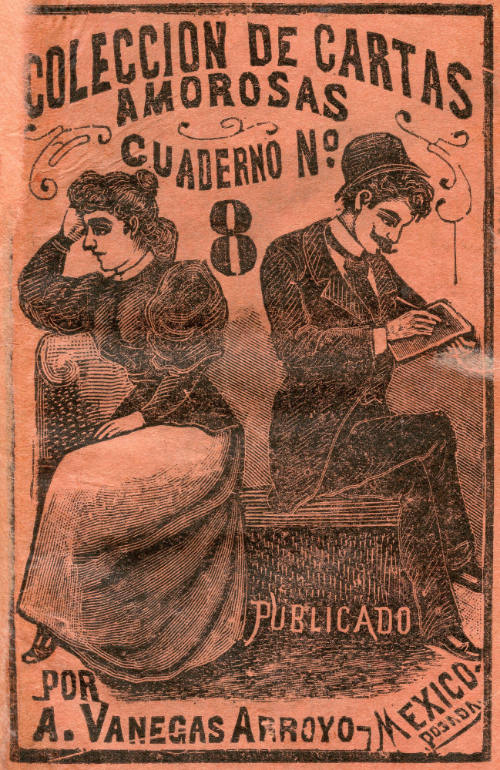 COLECCION DE CARTAS
AMOROSAS
CUADERNO Nº
8
PUBLICADO
POR
A. VANEGAS ARROYO-MEXICO.
POSADA